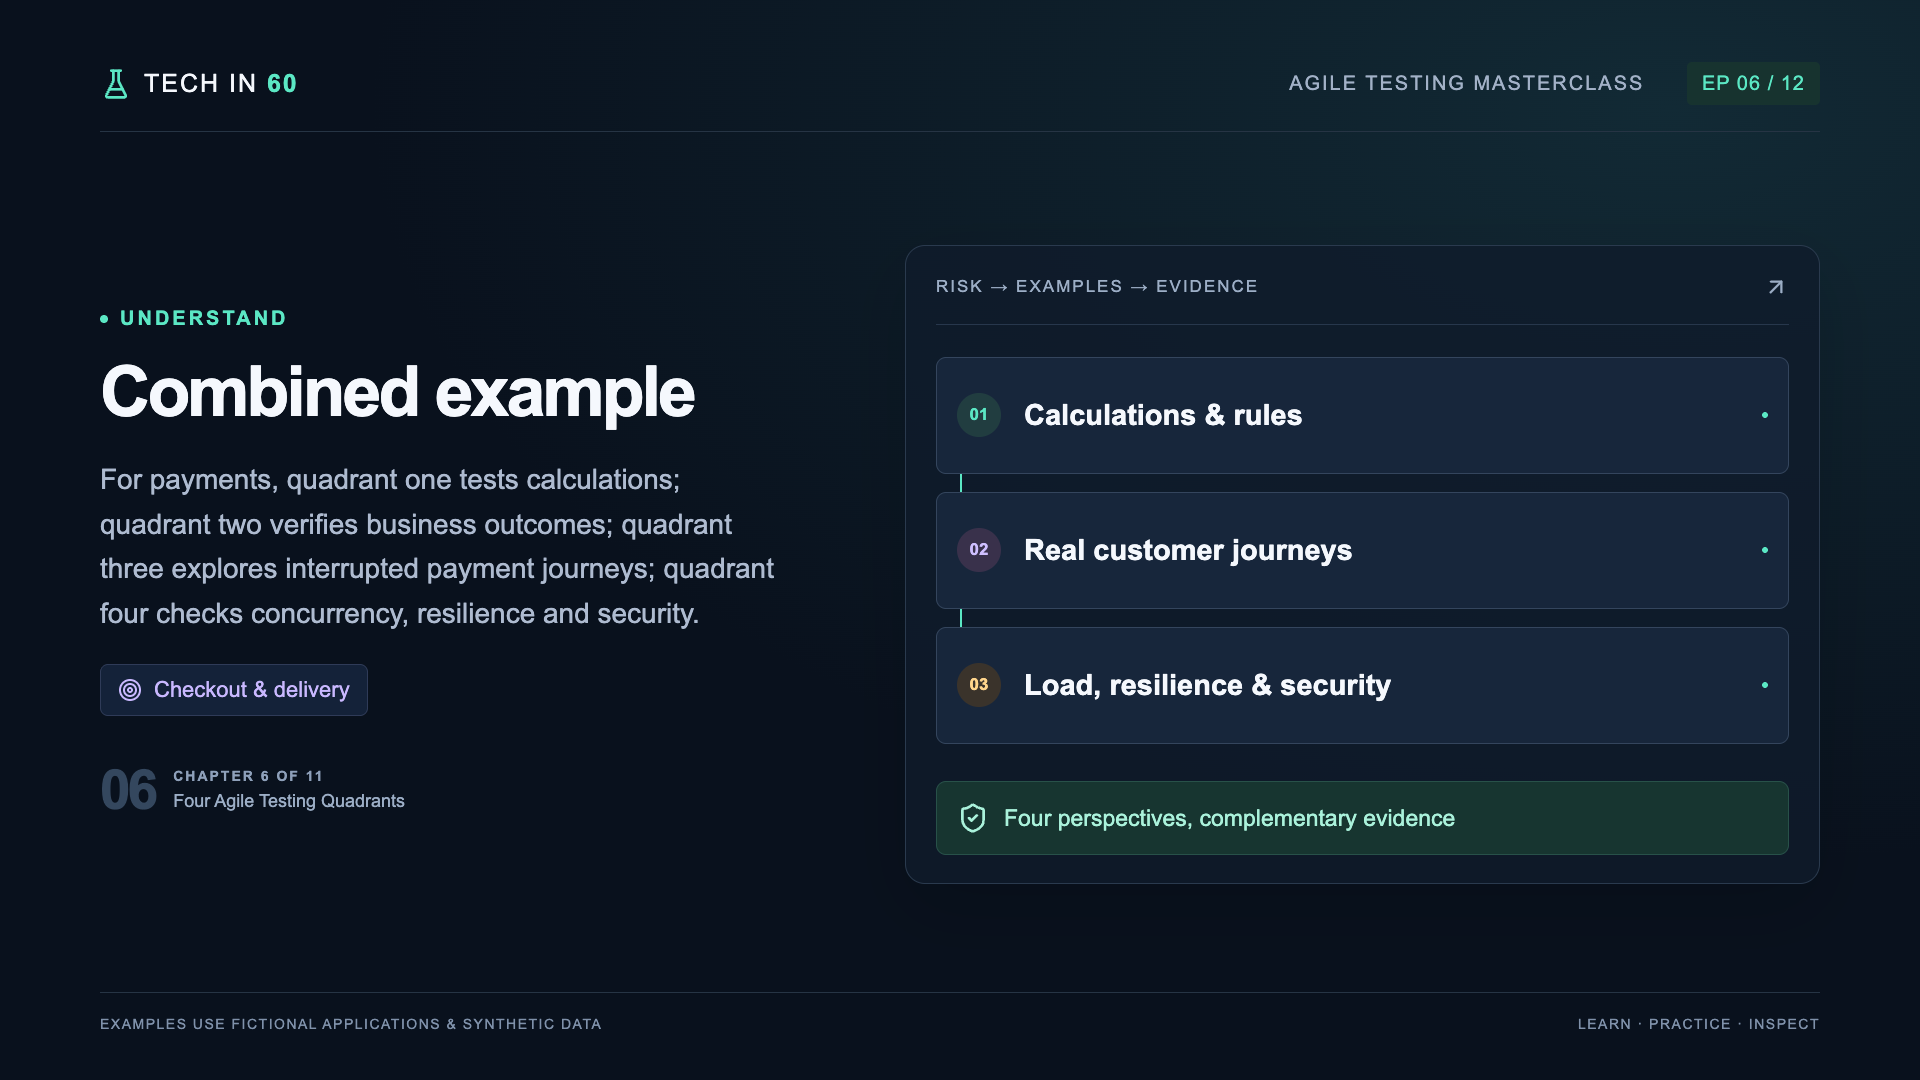 TECH IN 60
AGILE TESTING MASTERCLASS
EP 06 / 12
UNDERSTAND
Combined example
For payments, quadrant one tests calculations;
quadrant two verifies business outcomes; quadrant
three explores interrupted payment journeys; quadrant
four checks concurrency, resilience and security.
Checkout & delivery
06
CHAPTER 6 OF 11
Four Agile Testing Quadrants
RISK → EXAMPLES → EVIDENCE
01
Calculations & rules
02
Real customer journeys
03
Load, resilience & security
Four perspectives, complementary evidence
EXAMPLES USE FICTIONAL APPLICATIONS & SYNTHETIC DATA
LEARN · PRACTICE · INSPECT